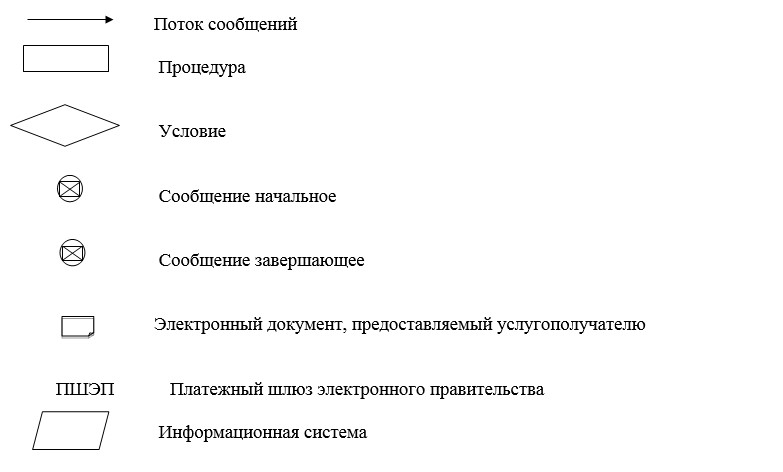 Поток сообщений
Процедура
Условие
Сообщение начальное
Сообщение завершающее
Электронный документ, предоставляемый услугополучателю
ПШЭП Платежный шлюз электронного правительства
Информационная система